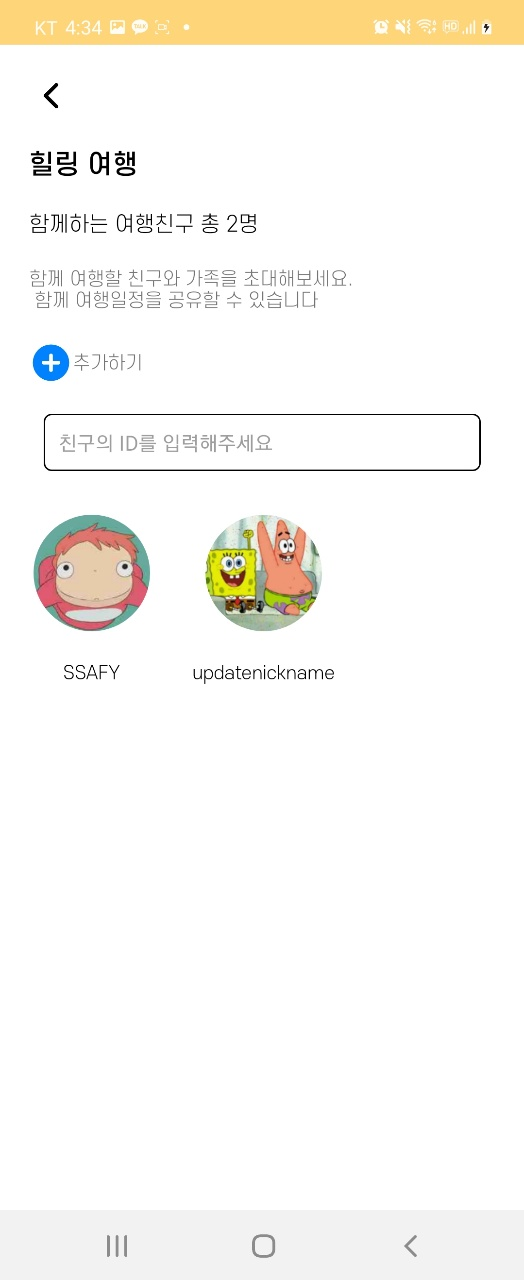 KT 4:34
힐링 여행
함께하는 여행친구 총 2명
함께 여행할 친구와 가족을 초대해보세요.
함께 여행일정을 공유할 수 있습니다
추가하기
친구의 ID를 입력해주세요
SSAFY
updatenickname